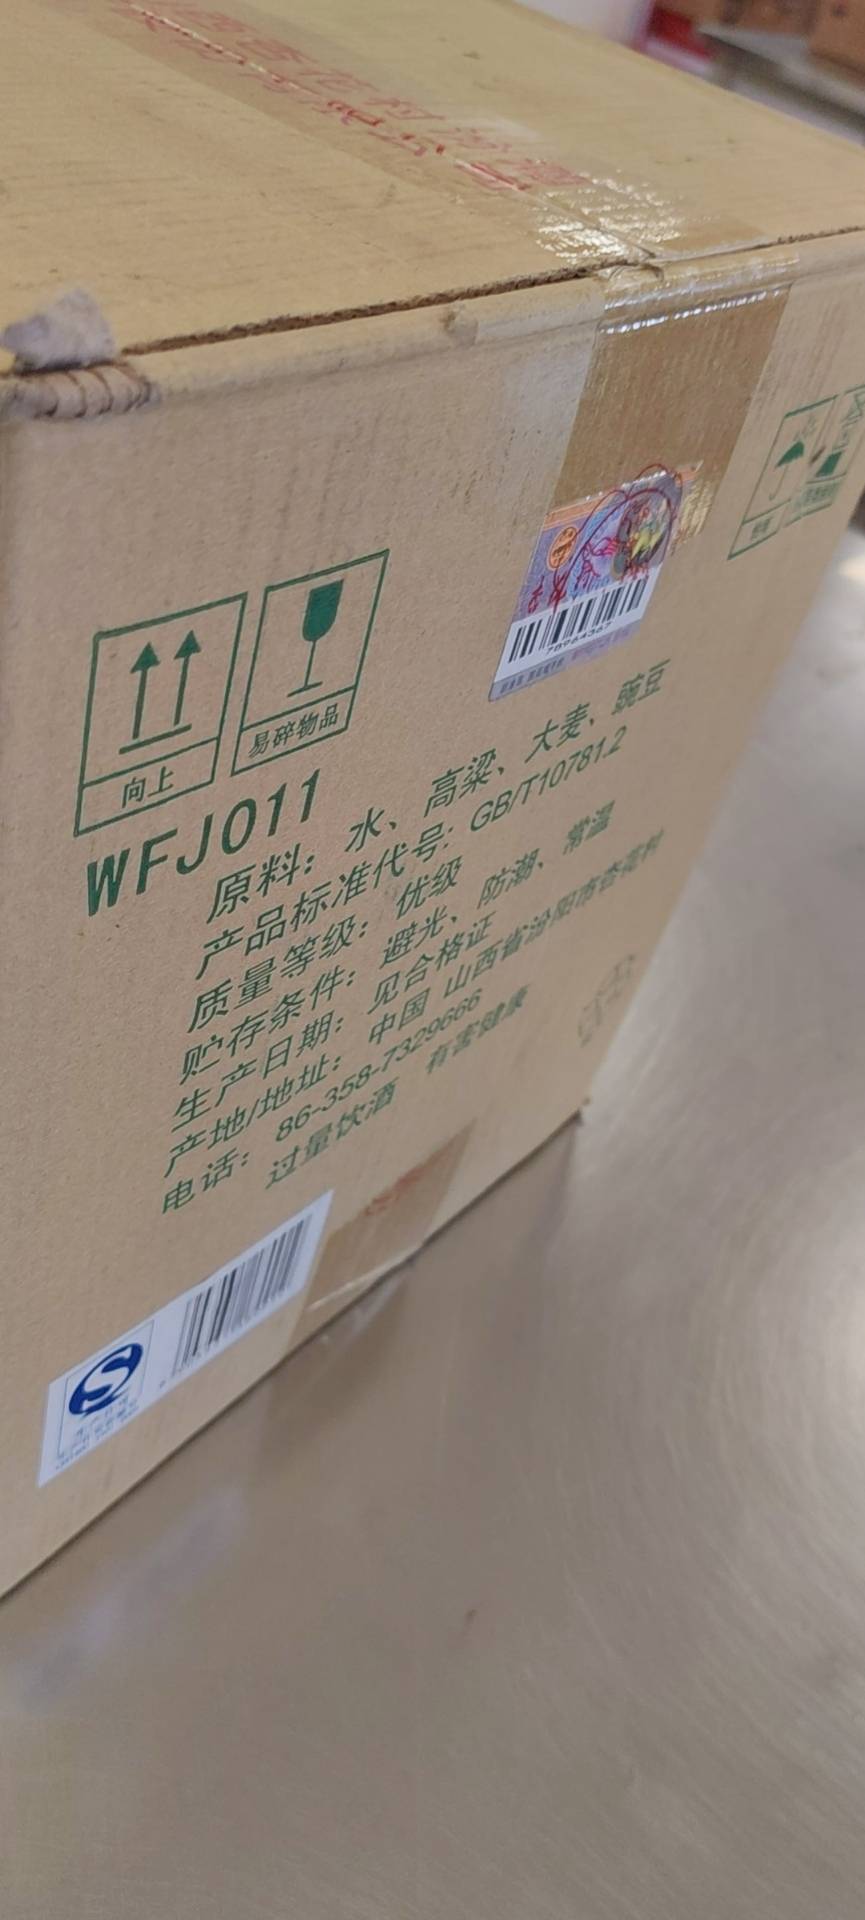 向上
易碎物品
78964367
WFJ011
原料：水、高粱、大麦、豌豆
产品标准代号：GB/T10781.2
质量等级：优级
贮存条件：避光、防潮、常温
生产日期：见合格证
产地/地址：中国 山西省汾阳市杏花村
电话：86-358-7329666
过量饮酒 有害健康